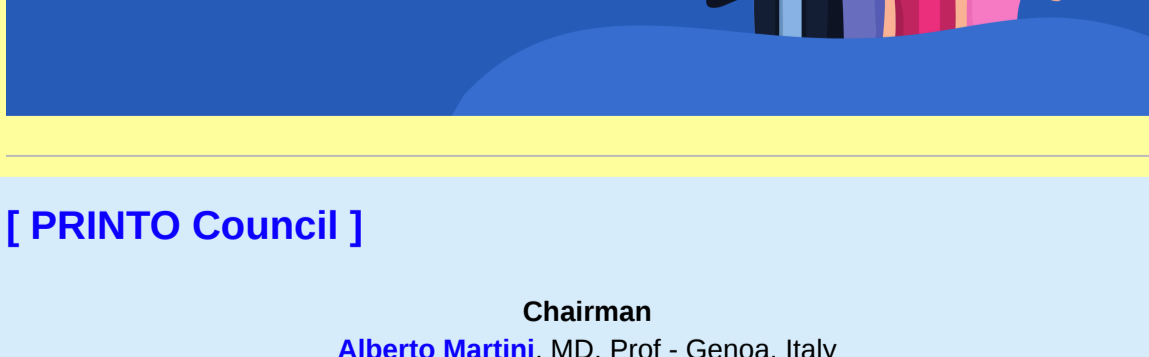 [ PRINTO Council ]
Chairman
Alberto Martini, MD, Prof - Genoa, Italy